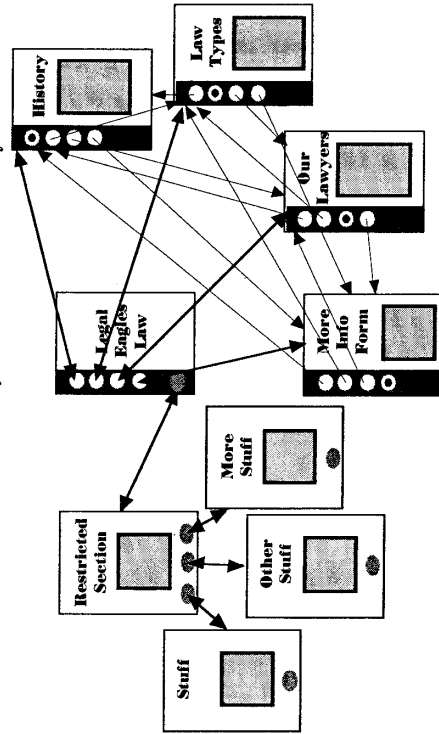 History
Law
Types
Our
Lawyers
Legal
Eagles
Law
More
Info
Form
Restricted
Section
More
Stuff
Other
Stuff
Stuff